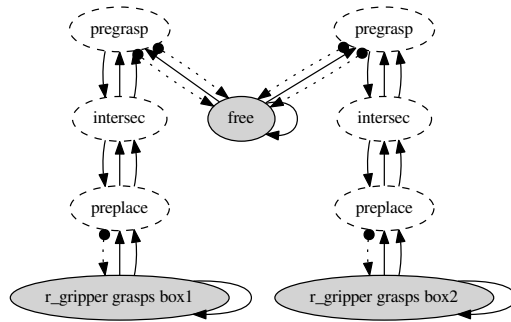 pregrasp
pregrasp
free
intersec
intersec
preplace
preplace
r_gripper grasps box1
r_gripper grasps box2